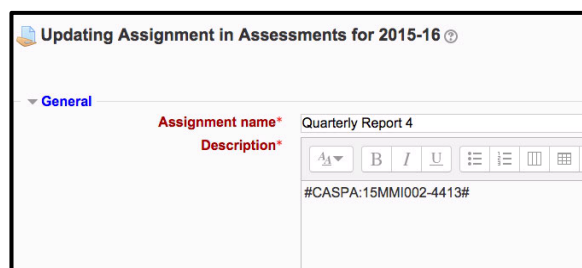 Updating Assignment in Assessments for 2015-16
General
Assignment name* Quarterly Report 4
Description*
B I U
#CASPA:15MMI002-4413#